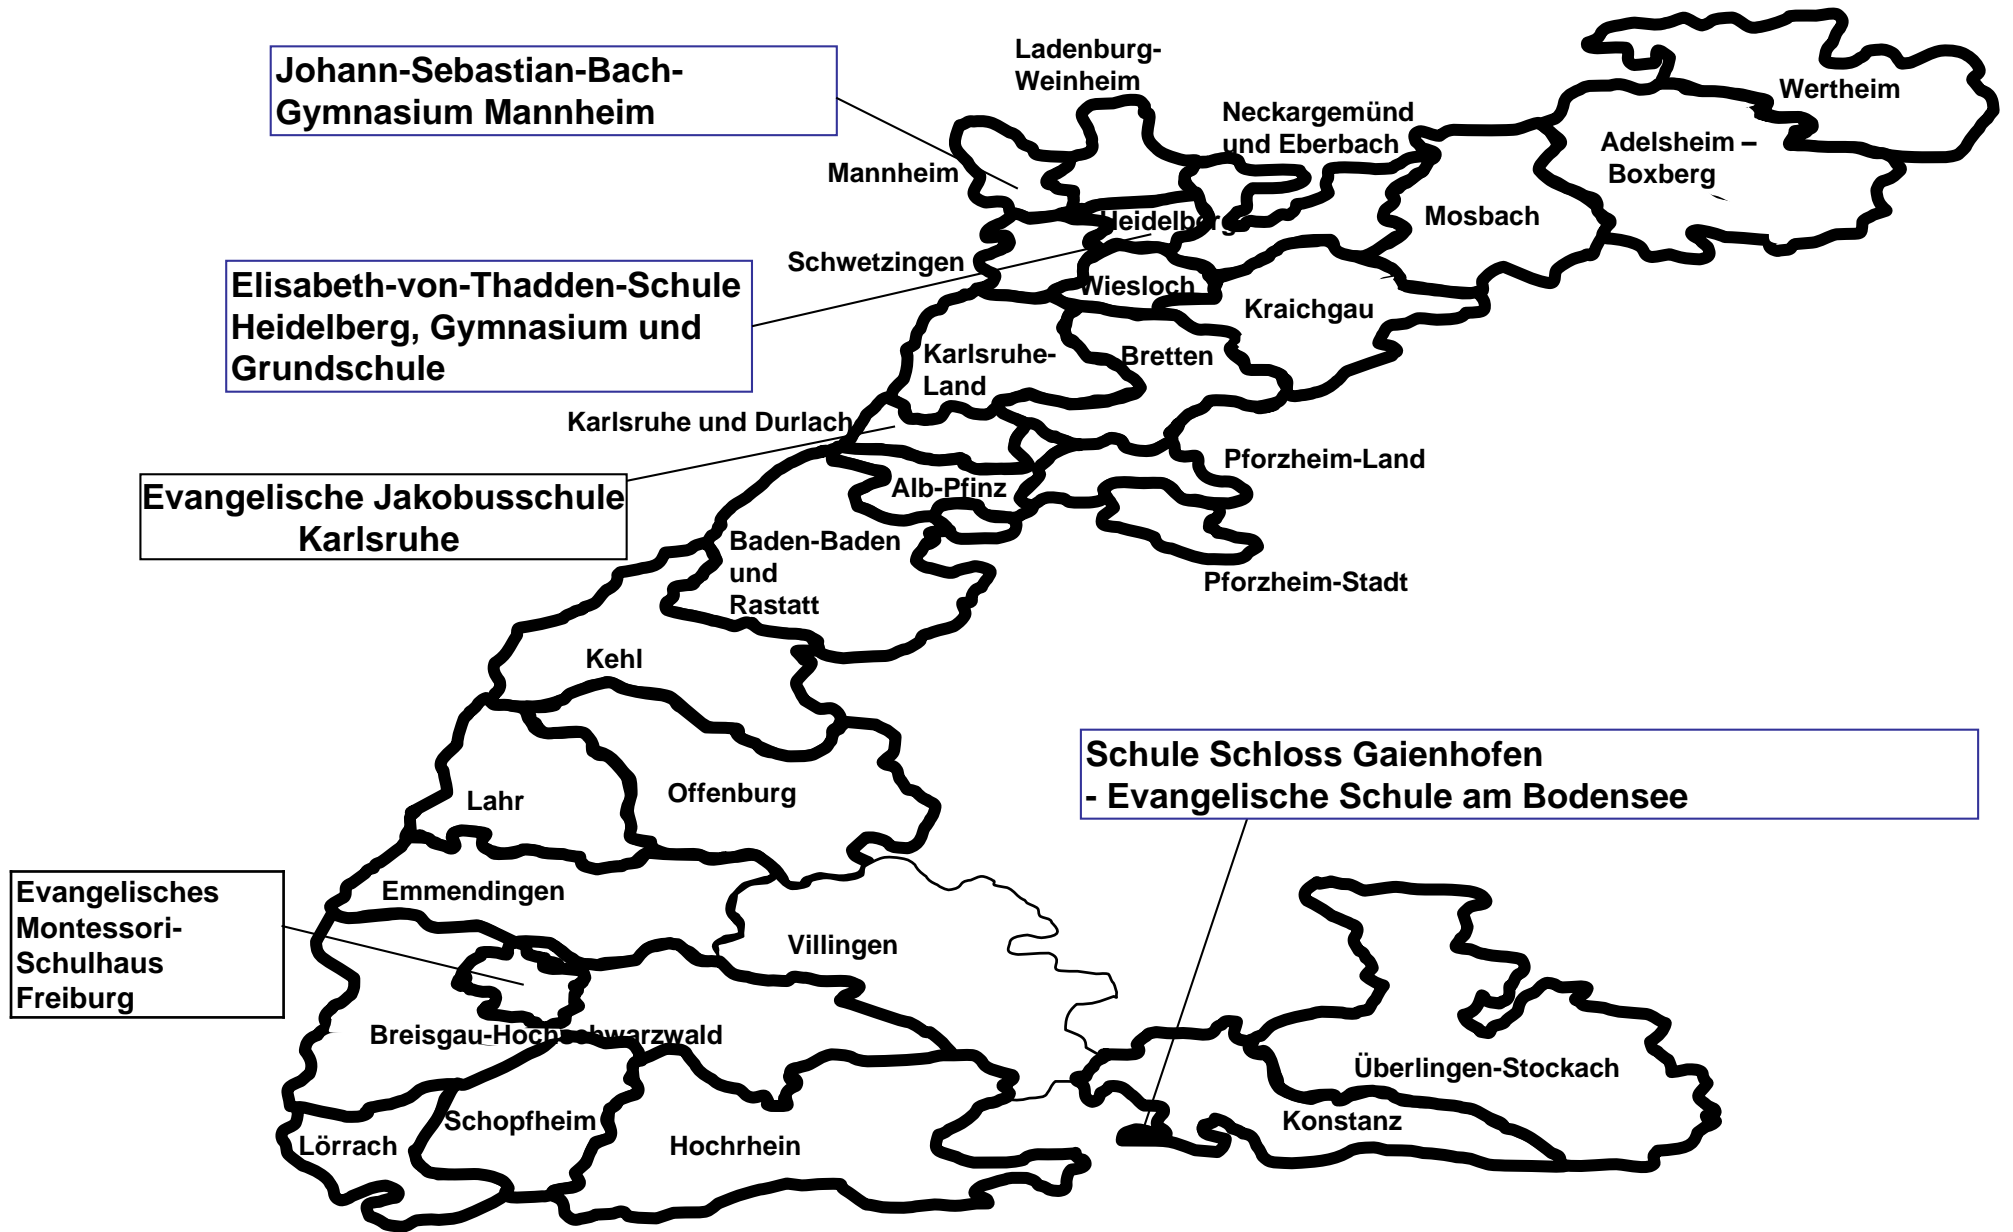 Johann-Sebastian-Bach-
Gymnasium Mannheim
Ladenburg-
Weinheim
Neckargemünd
und Eberbach
Wertheim
Adelsheim –
Boxberg
Mannheim
Mosbach
Heidelberg
Schwetzingen
Elisabeth-von-Thadden-Schule
Heidelberg, Gymnasium und
Grundschule
Wiesloch
Kraichgau
Karlsruhe-
Land
Bretten
Karlsruhe und Durlach
Pforzheim-Land
Evangelische Jakobusschule
Karlsruhe
Alb-Pfinz
Baden-Baden
und
Rastatt
Pforzheim-Stadt
Kehl
Schule Schloss Gaienhofen
- Evangelische Schule am Bodensee
Lahr
Offenburg
Evangelisches
Montessori-
Schulhaus
Freiburg
Emmendingen
Villingen
Breisgau-Hochschwarzwald
Überlingen-Stockach
Konstanz
Schopfheim
Lörrach
Hochrhein